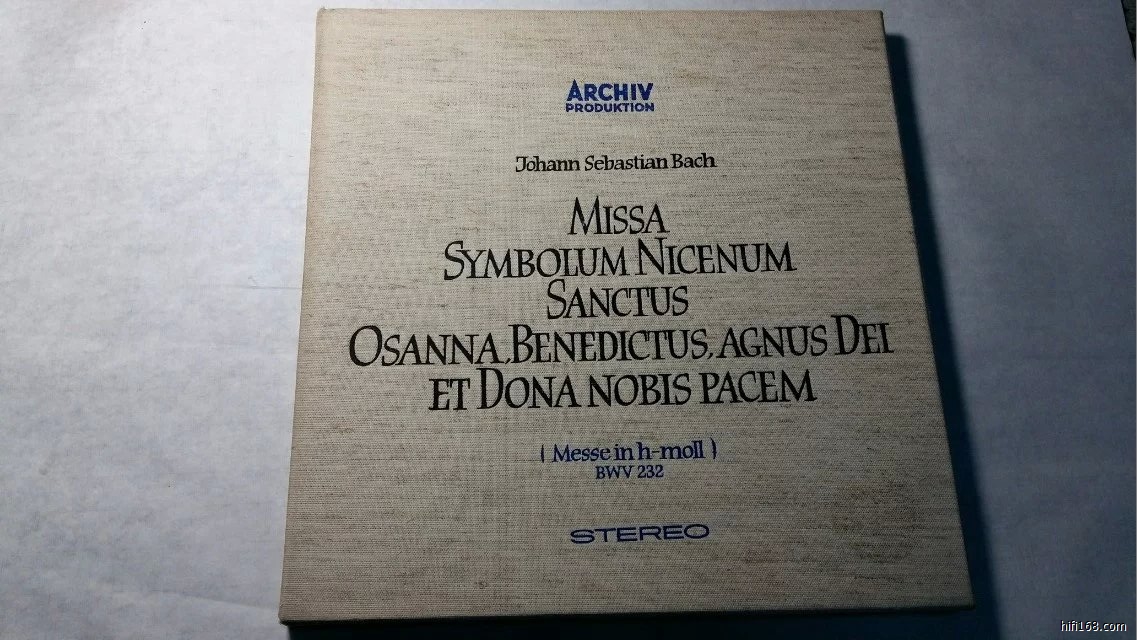 ARCHIV
PRODUKTION
Johann Sebastian Bach
MISSA
SYMBOLUM NICENUM
SANCTUS
OSANNA, BENEDICTUS, AGNUS DEI
ET DONA NOBIS PACEM
( Messe in h-moll )
BWV 232
STEREO
hifi168.com